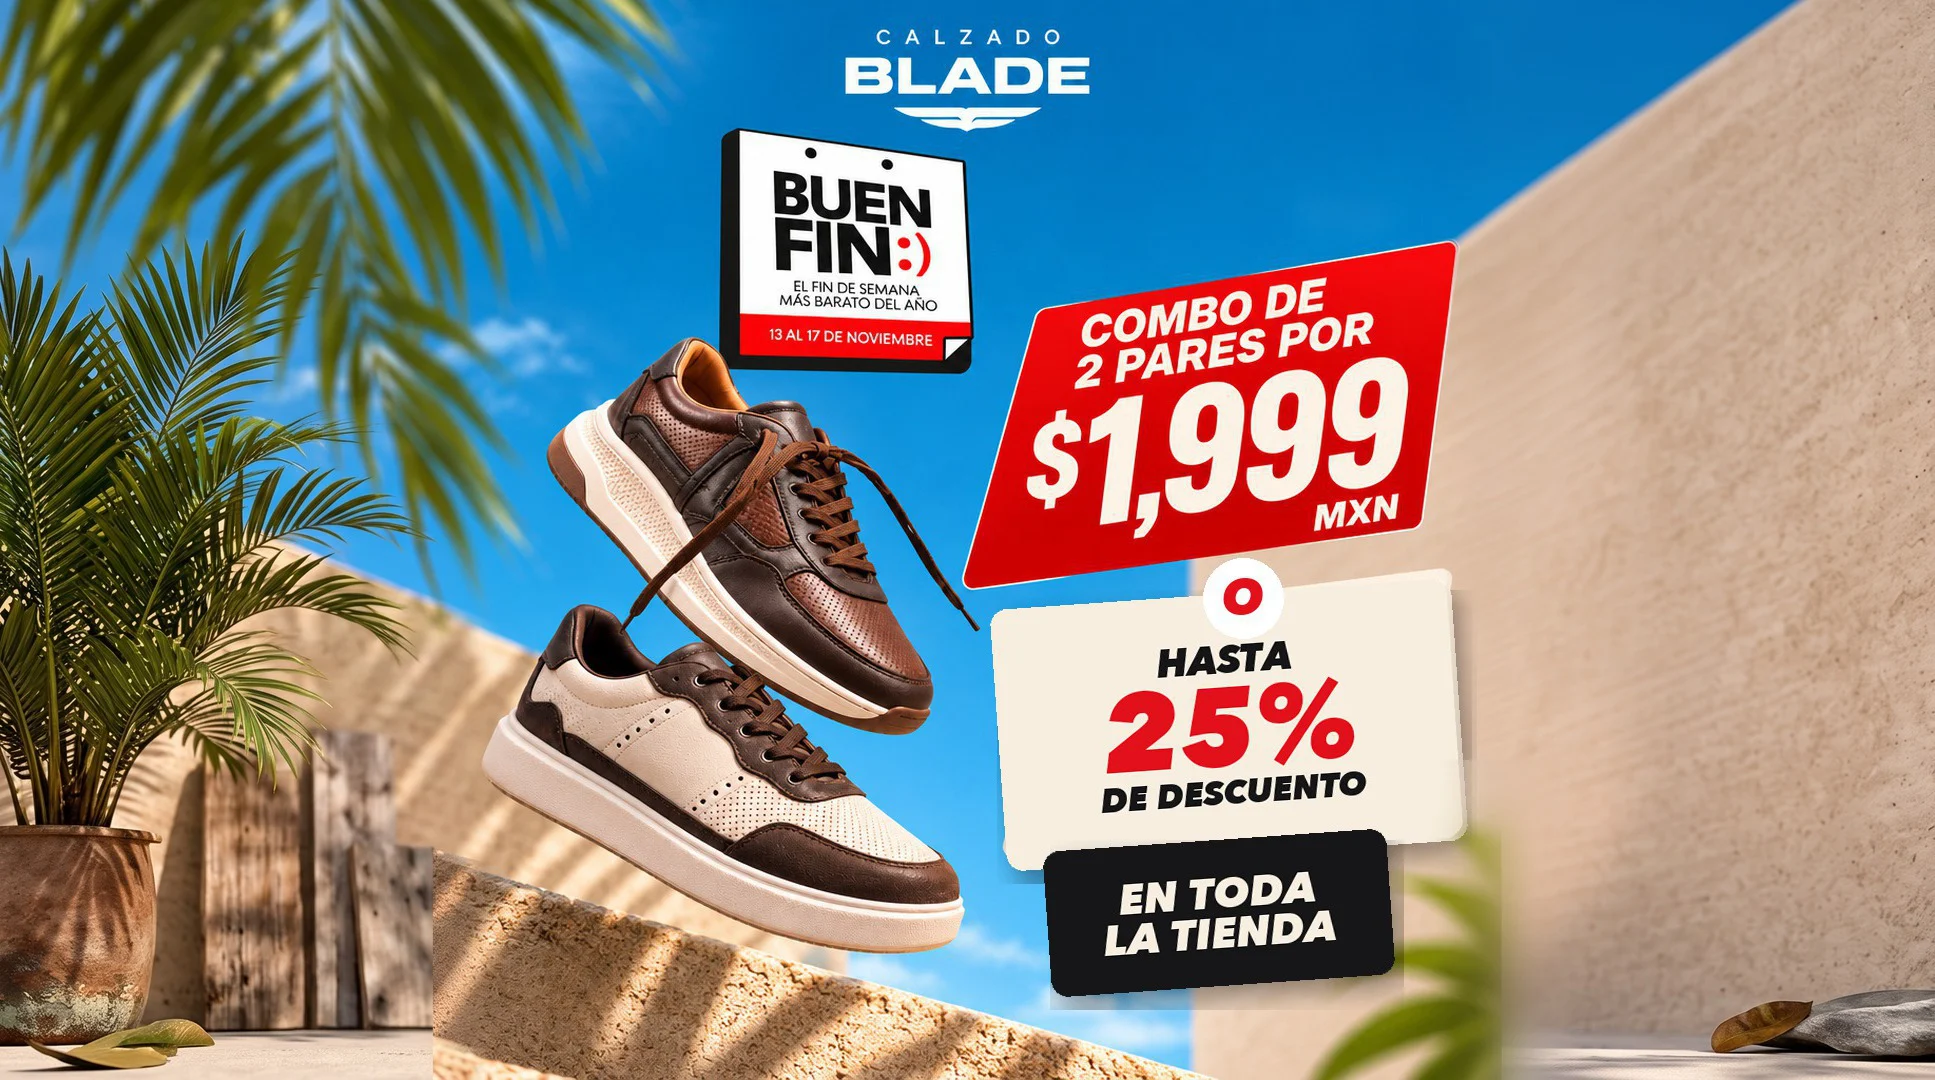 CALZADO
BLADE
BUEN
FIN:)
EL FIN DE SEMANA
MÁS BARATO DEL AÑO
13 AL 17 DE NOVIEMBRE
COMBO DE
2 PARES POR
$1,999
MXN
O
HASTA
25%
DE DESCUENTO
EN TODA
LA TIENDA